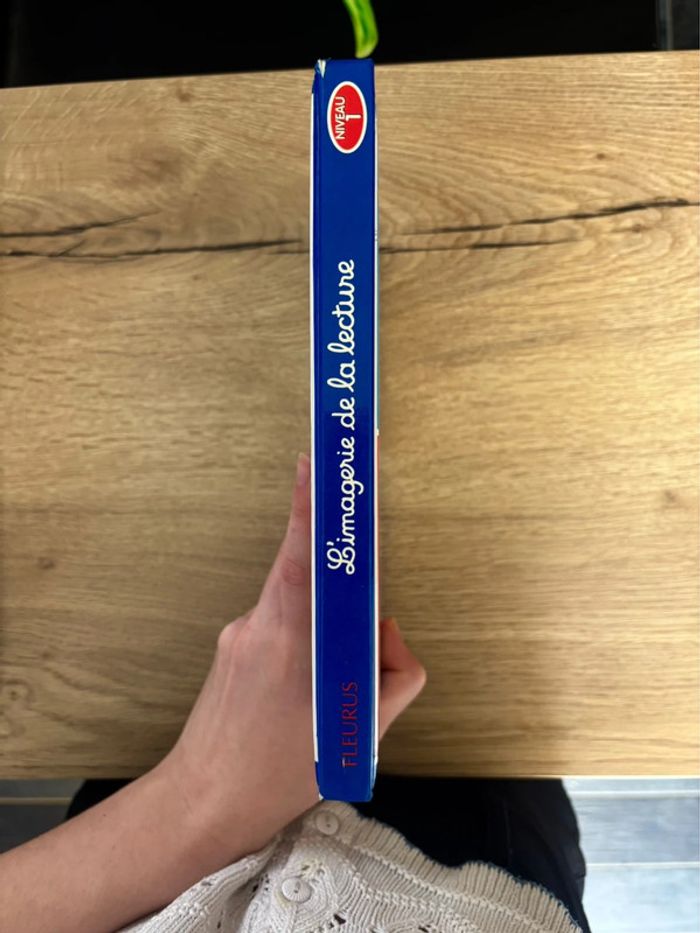 NIVEAU
1
L'imagerie de la lecture
FLEURUS